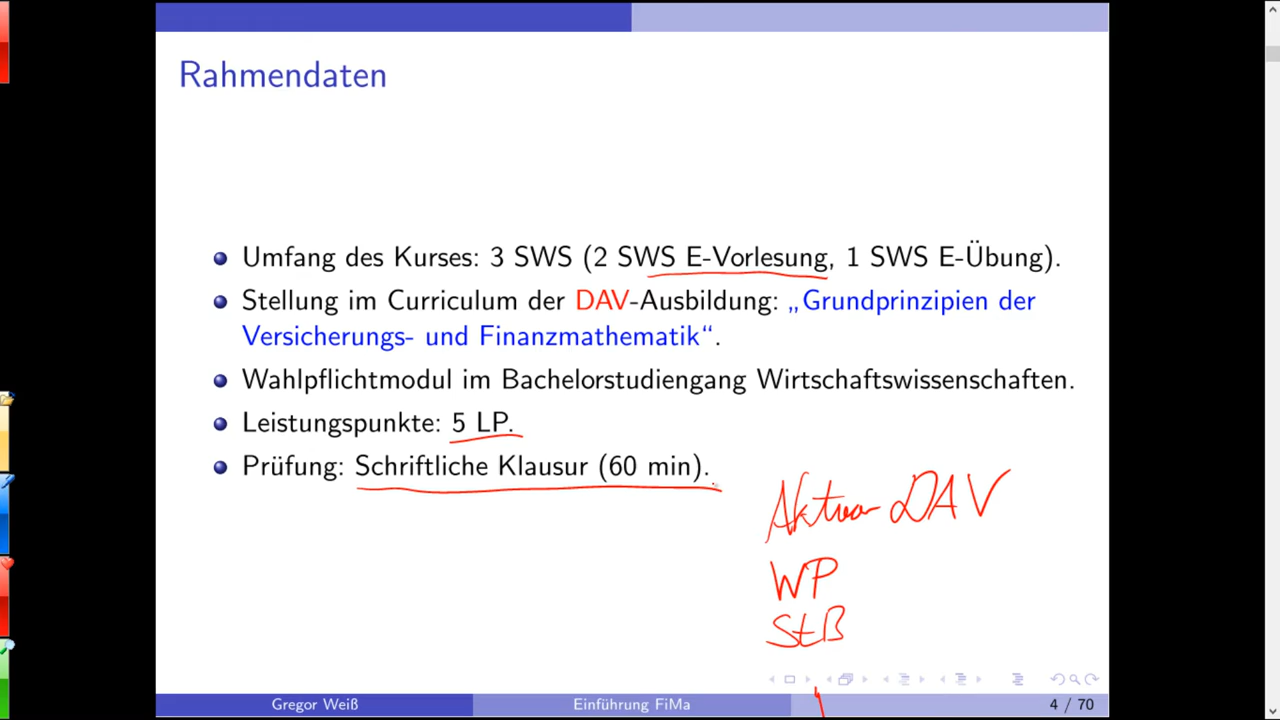 Rahmendaten
Umfang des Kurses: 3 SWS (2 SWS E-Vorlesung, 1 SWS E-Übung).
Stellung im Curriculum der DAV-Ausbildung: „Grundprinzipien der
Versicherungs- und Finanzmathematik“.
Wahlpflichtmodul im Bachelorstudiengang Wirtschaftswissenschaften.
Leistungspunkte: 5 LP.
Prüfung: Schriftliche Klausur (60 min).
Aktuar DAV
WP
StB
Gregor Weiß
Einführung FiMa
4 / 70